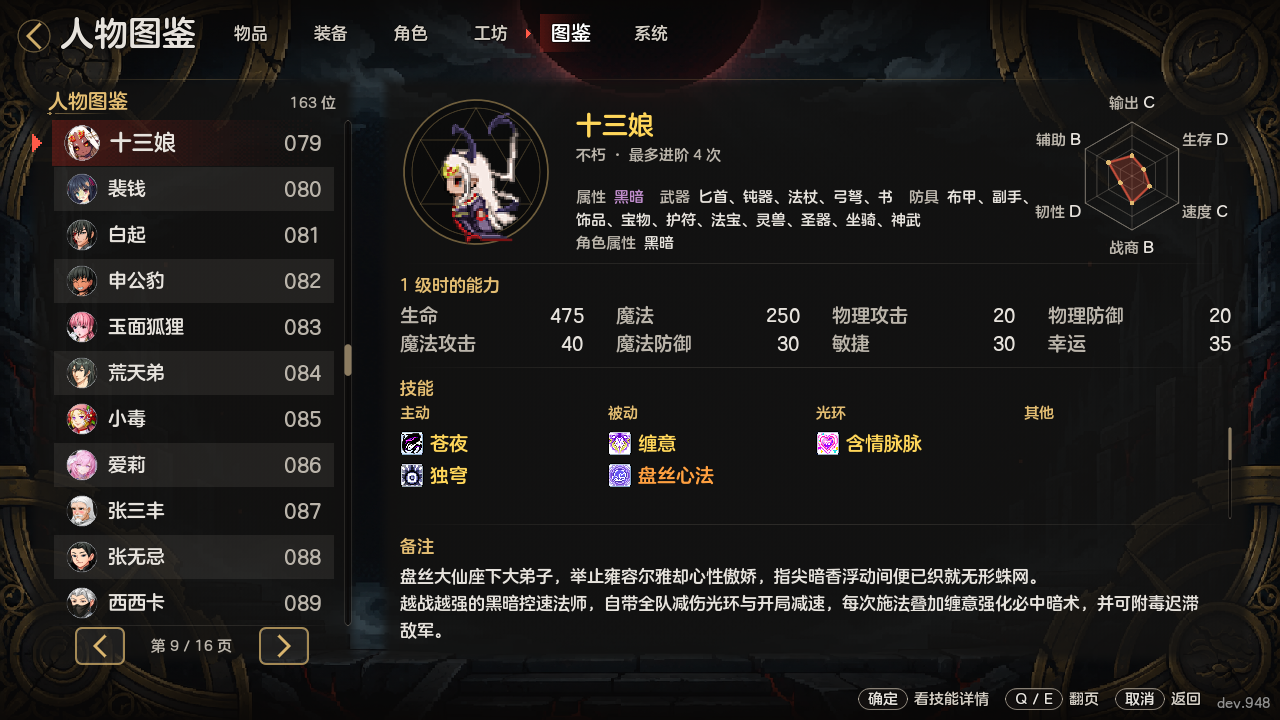 人物图鉴 物品 装备 角色 工坊 图鉴 系统
人物图鉴 163 位
十三娘 079
裴钱 080
白起 081
申公豹 082
玉面狐狸 083
荒天弟 084
小毒 085
爱莉 086
张三丰 087
张无忌 088
西西卡 089
第 9 / 16 页
十三娘
不朽 · 最多进阶 4 次
属性 黑暗 武器 匕首、钝器、法杖、弓弩、书 防具 布甲、副手、
饰品、宝物、护符、法宝、灵兽、圣器、坐骑、神武
角色属性 黑暗
输出 C
辅助 B
生存 D
韧性 D
速度 C
战商 B
1 级时的能力
生命 475 魔法 250 物理攻击 20 物理防御 20
魔法攻击 40 魔法防御 30 敏捷 30 幸运 35
技能
主动 被动 光环 其他
苍夜 缠意 含情脉脉
独穹 盘丝心法
备注
盘丝大仙座下大弟子，举止雍容尔雅却心性傲娇，指尖暗香浮动间便已织就无形蛛网。
越战越强的黑暗控速法师，自带全队减伤光环与开局减速，每次施法叠加缠意强化必中暗术，并可附毒迟滞
敌军。
确定 看技能详情 Q / E 翻页 取消 返回 dev.948